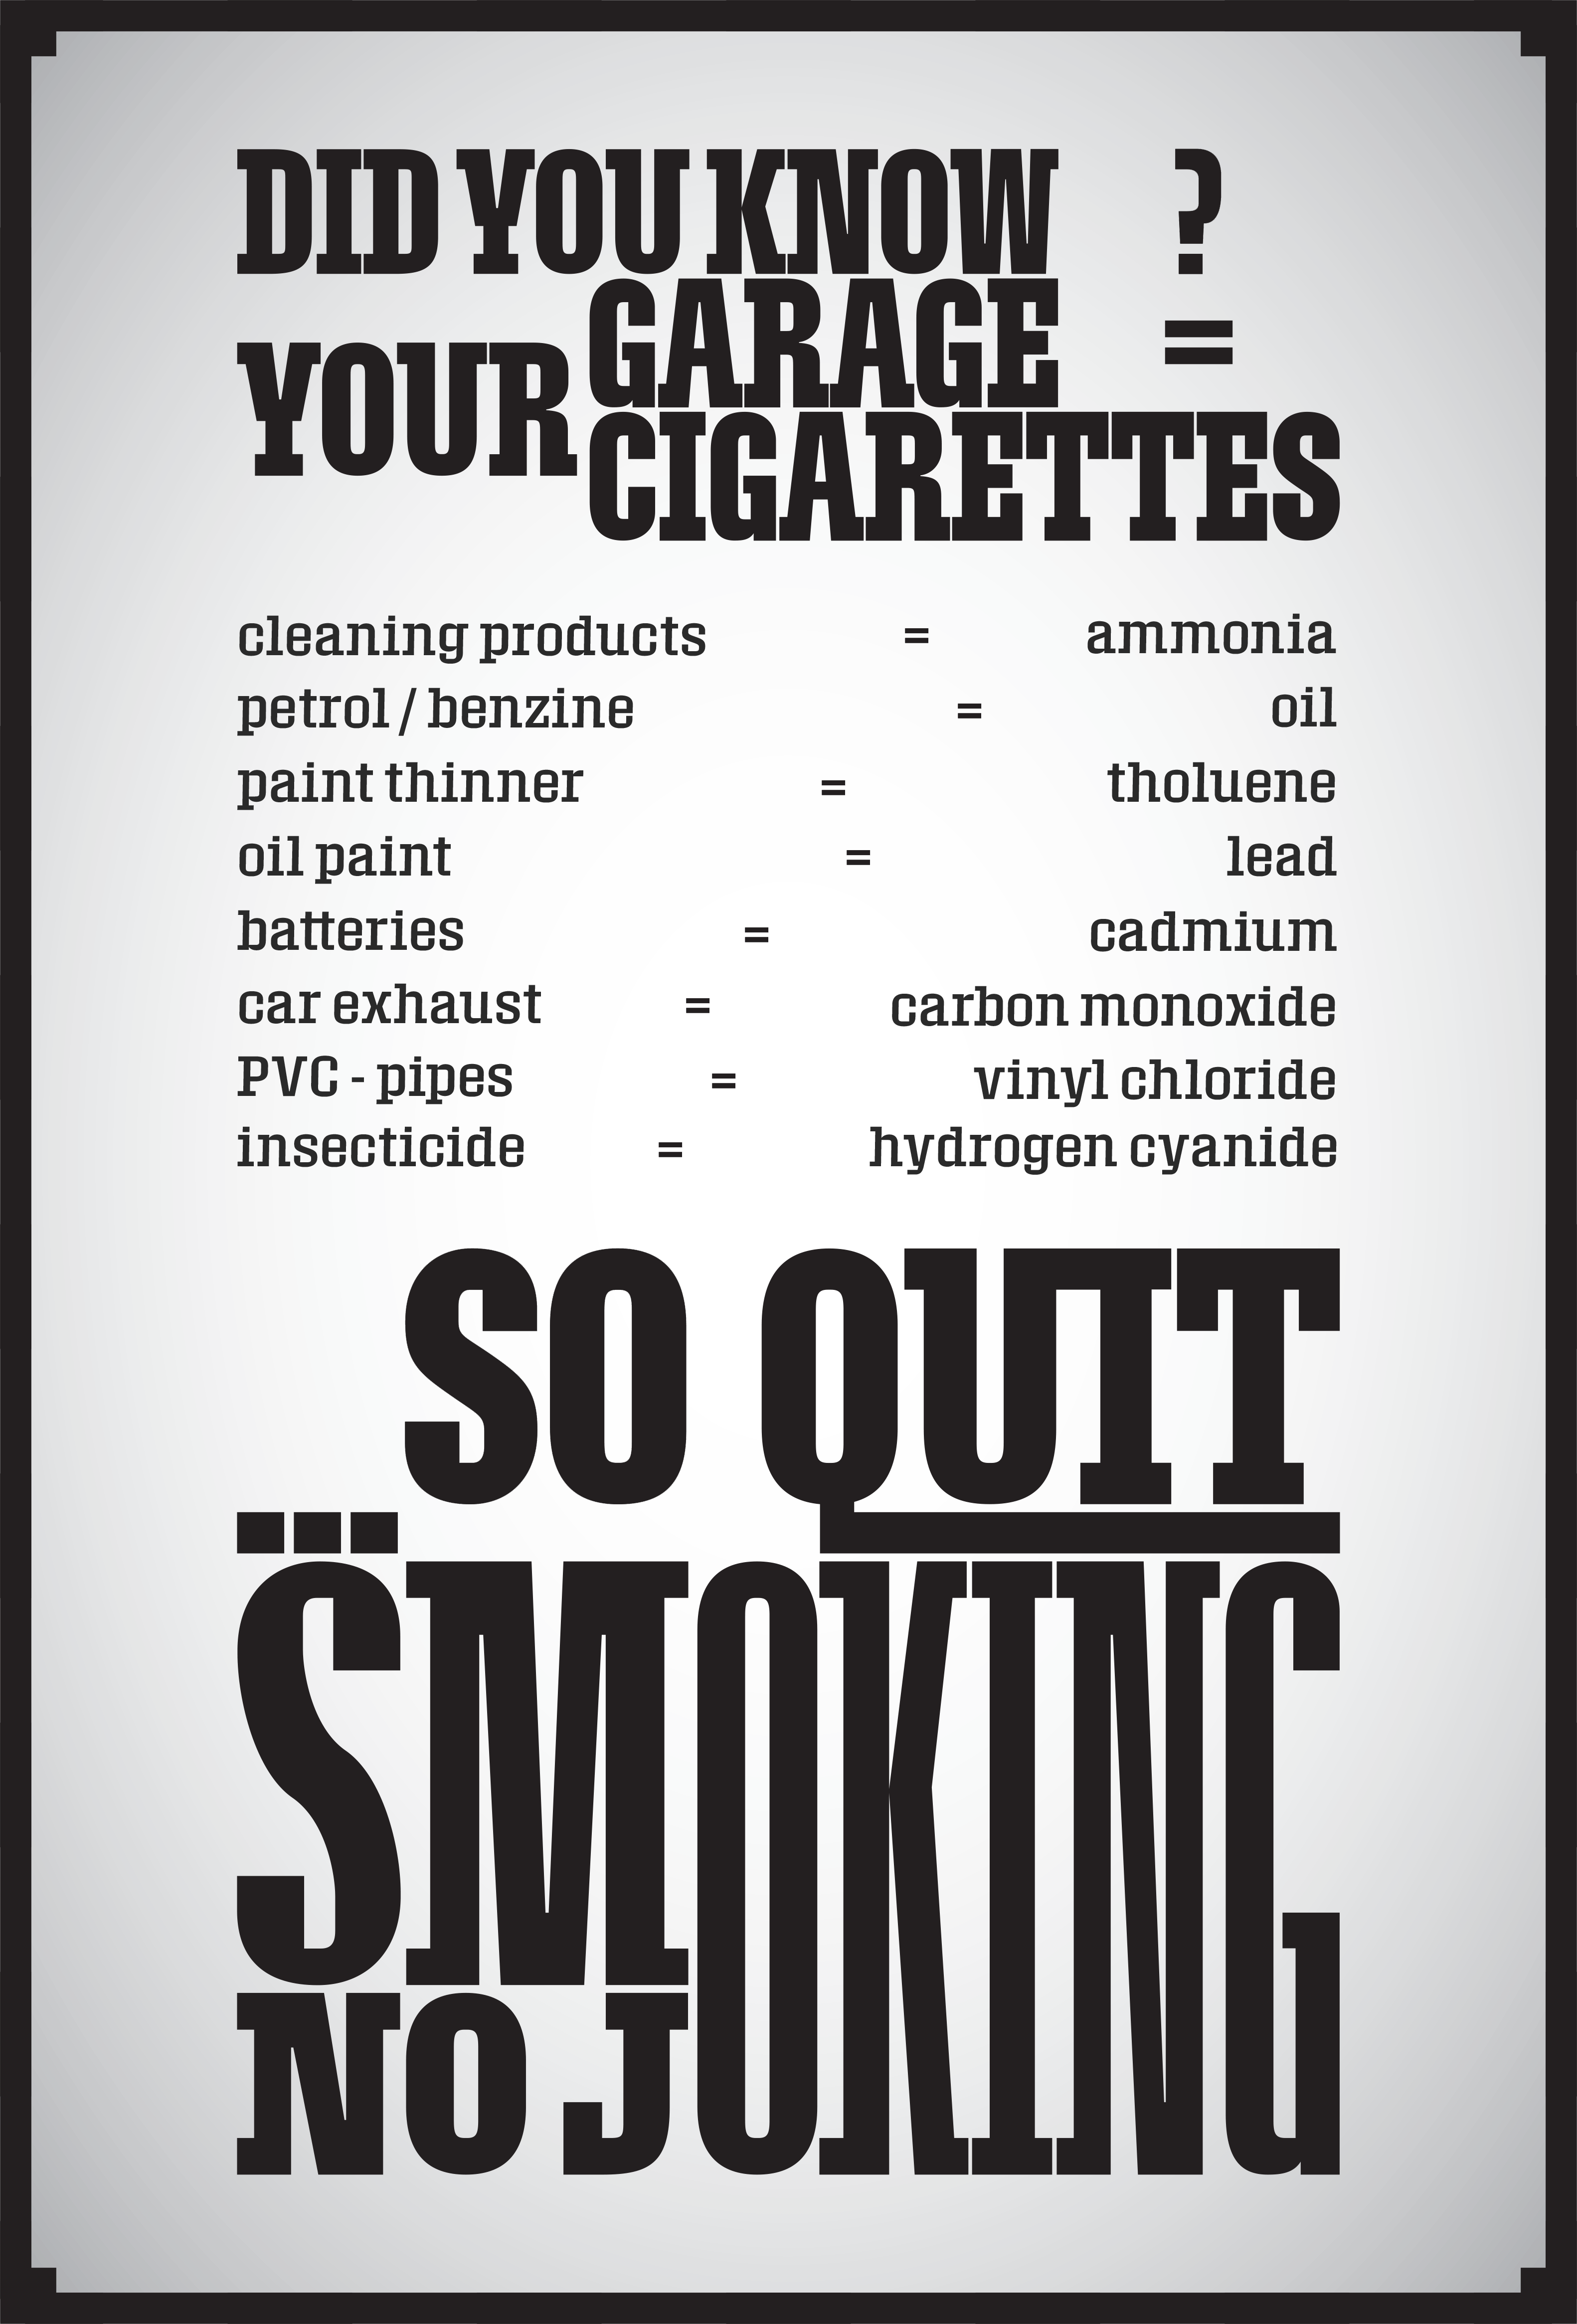 DID YOU KNOW ?
YOUR GARAGE =
CIGARETTES
cleaning products = ammonia
petrol / benzine = oil
paint thinner = tholuene
oil paint = lead
batteries = cadmium
car exhaust = carbon monoxide
PVC - pipes = vinyl chloride
insecticide = hydrogen cyanide
SO QUIT
...
SMOKING
NO JOKING